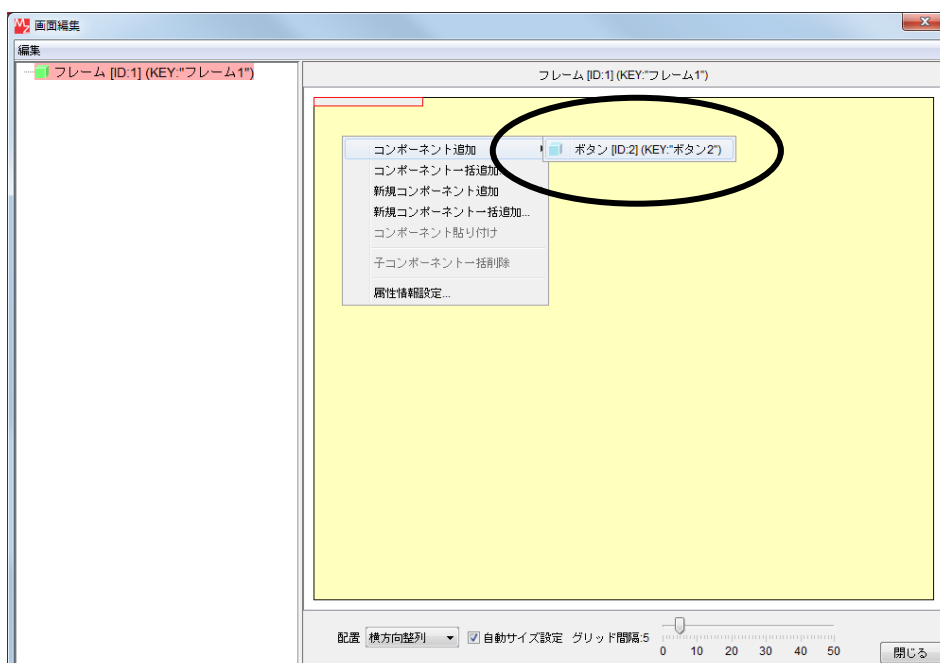 画面編集
編集
フレーム [ID:1] (KEY:"フレーム1")
フレーム [ID:1] (KEY:"フレーム1")
コンポーネント追加
ボタン [ID:2] (KEY:"ボタン2")
コンポーネント一括追加...
新規コンポーネント追加
新規コンポーネント一括追加...
コンポーネント貼り付け
子コンポーネント一括削除
属性情報設定...
配置 横方向整列 自動サイズ設定 グリッド間隔:5
0 10 20 30 40 50
閉じる